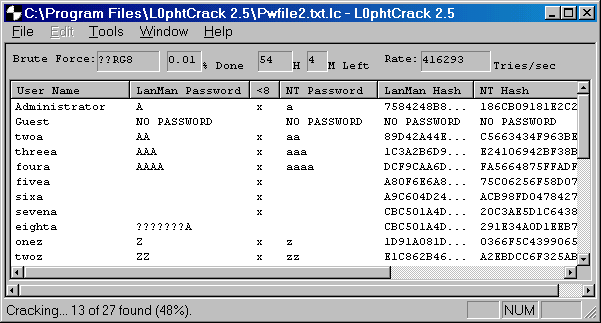 C:\Program Files\L0phtCrack 2.5\Pwfile2.txt.lc - L0phtCrack 2.5
File Edit Tools Window Help
Brute Force: ??RG8 0.01 % Done 54 H 4 M Left Rate: 416293 Tries/sec
User Name LanMan Password <8 NT Password LanMan Hash NT Hash
Administrator A x a 7584248B8... 186CB09181E2C2
Guest NO PASSWORD NO PASSWORD NO PASSWORD NO PASSWORD
twoa AA x aa 89D42A44E... C5663434F963BE
threea AAA x aaa 1C3A2B6D9... E24106942BF38B
foura AAAA x aaaa DCF9CAA6D... FA5664875FFADF
fivea x A80F6E6A8... 75C06256F58D07
sixa x A9C604D24... ACB98FD0478427
sevena x CBC501A4D... 20C3AE5D1C6438
eighta ???????A CBC501A4D... 291E34A0D1EEB7
onez Z x z 1D91A081D... 0366F5C4399065
twoz ZZ x zz E1C862B46... A2EBDCC6F325AB
Cracking... 13 of 27 found (48%). NUM